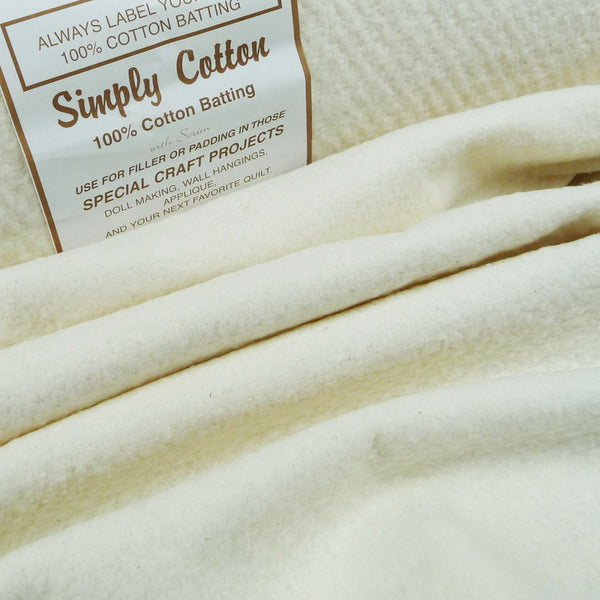 ALWAYS LABEL YOUR
100% COTTON BATTING
Simply Cotton
100% Cotton Batting
with Scrim
USE FOR FILLER OR PADDING IN THOSE
SPECIAL CRAFT PROJECTS
DOLL MAKING, WALL HANGINGS,
APPLIQUE,
AND YOUR NEXT FAVORITE QUILT.